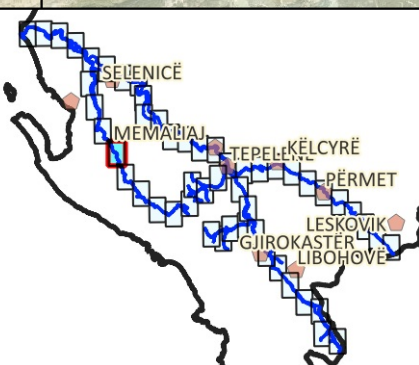 SELENICË
MEMALIAJ
TEPELENË
KËLCYRË
PËRMET
LESKOVIK
GJIROKASTËR
LIBOHOVË